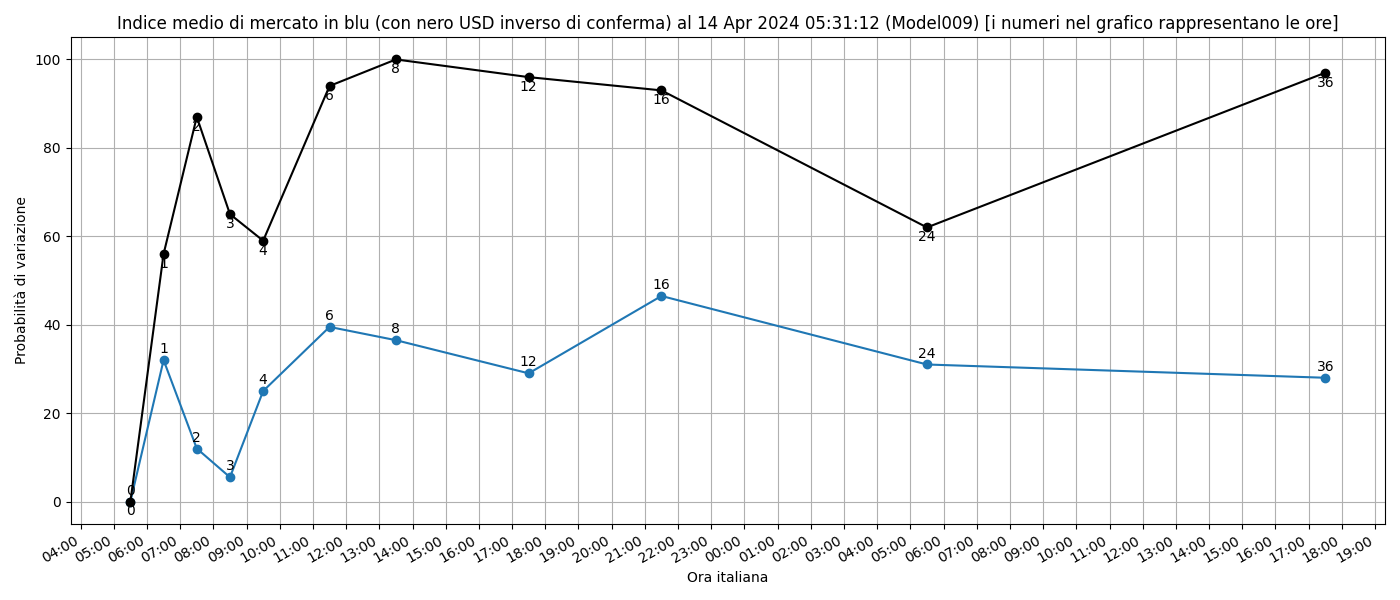 Indice medio di mercato in blu (con nero USD inverso di conferma) al 14 Apr 2024 05:31:12 (Model009) [i numeri nel grafico rappresentano le ore]
Probabilità di variazione
100
80
60
40
20
0
0 1 2 3 4 6 8 12 16 24 36
0 1 2 3 4 6 8 12 16 24 36
04:00 05:00 06:00 07:00 08:00 09:00 10:00 11:00 12:00 13:00 14:00 15:00 16:00 17:00 18:00 19:00 20:00 21:00 22:00 23:00 00:00 01:00 02:00 03:00 04:00 05:00 06:00 07:00 08:00 09:00 10:00 11:00 12:00 13:00 14:00 15:00 16:00 17:00 18:00 19:00
Ora italiana